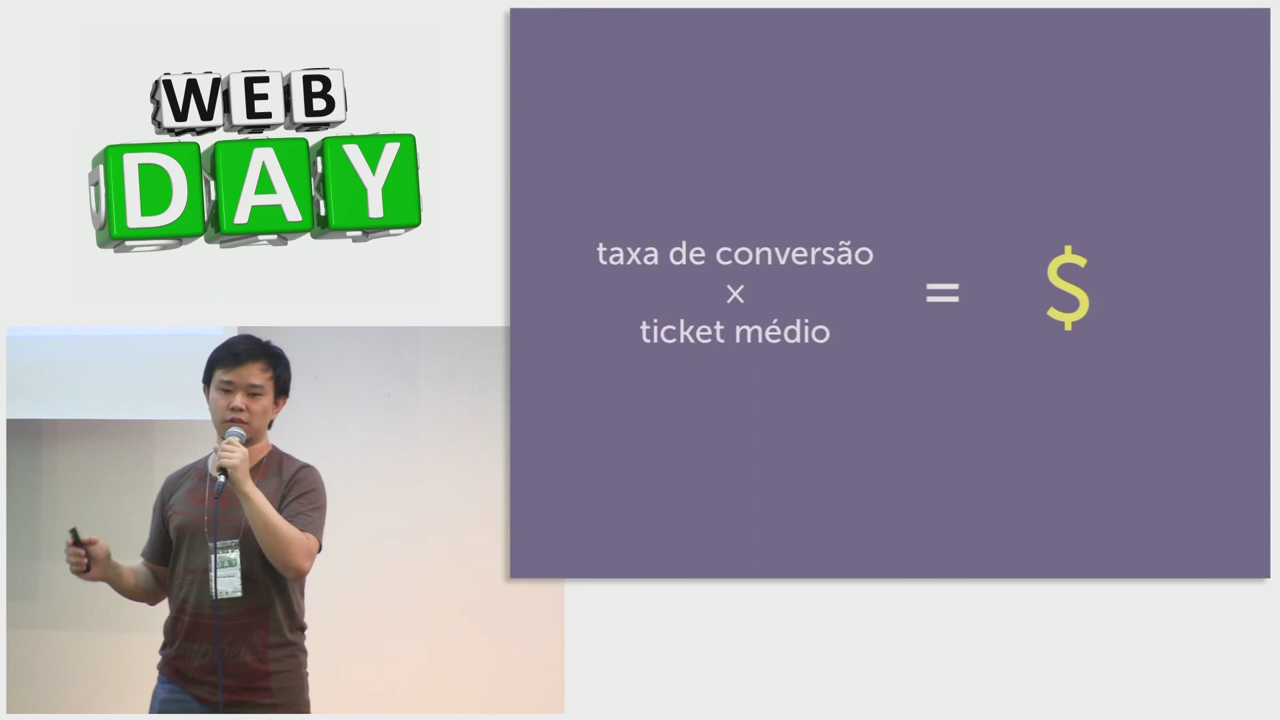 WEB
DAY
taxa de conversão
×
ticket médio
= $